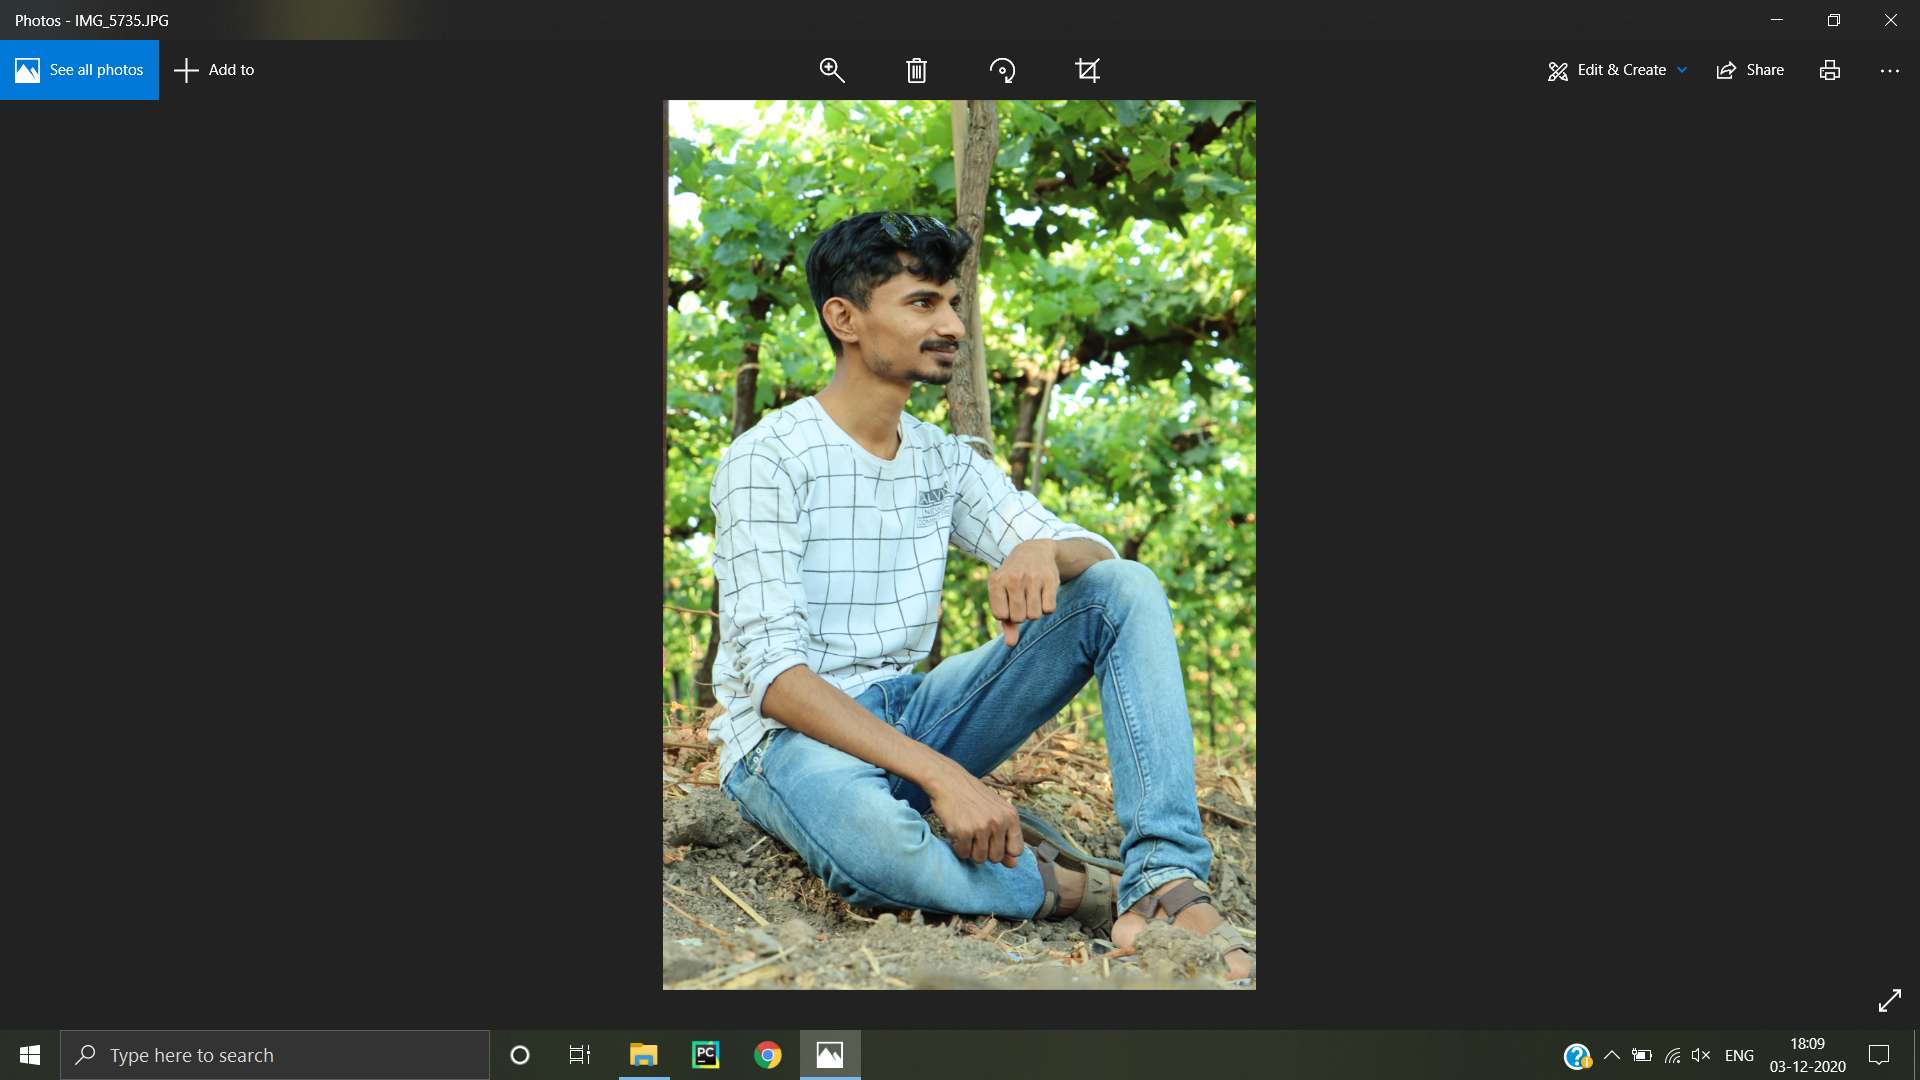 Photos - IMG_5735.JPG
See all photos
Add to
Edit & Create
Share
Type here to search
PC
ENG
18:09
03-12-2020